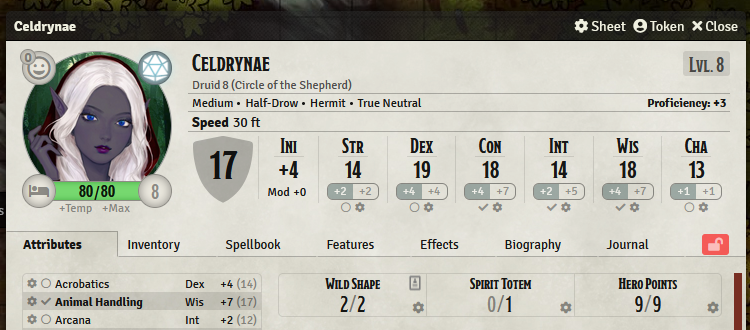 Celdrynae Sheet Token Close
0
CELDRYNAE LVL. 8
Druid 8 (Circle of the Shepherd)
Medium • Half-Drow • Hermit • True Neutral Proficiency: +3
Speed 30 ft
17
INI STR DEX CON INT WIS CHA
+4 14 19 18 14 18 13
Mod +0 +2 +2 +4 +4 +4 +7 +2 +5 +4 +7 +1 +1
80/80 8
+Temp +Max
s
Attributes Inventory Spellbook Features Effects Biography Journal
Acrobatics Dex +4 (14)
Animal Handling Wis +7 (17)
Arcana Int +2 (12)
WILD SHAPE SPIRIT TOTEM HERO POINTS
2/2 0/1 9/9